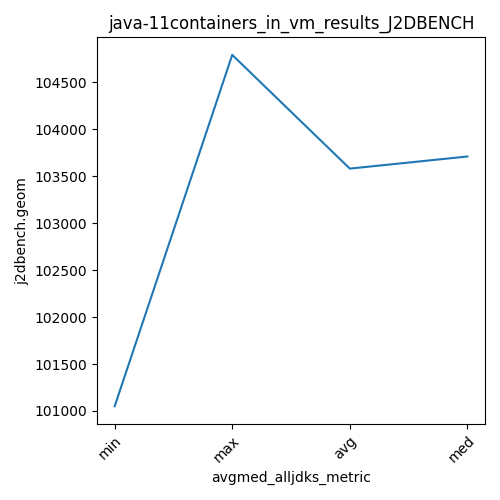 java-11containers_in_vm_results_J2DBENCH
j2dbench.geom
104500
104000
103500
103000
102500
102000
101500
101000
min
max
avg
med
avgmed_alljdks_metric